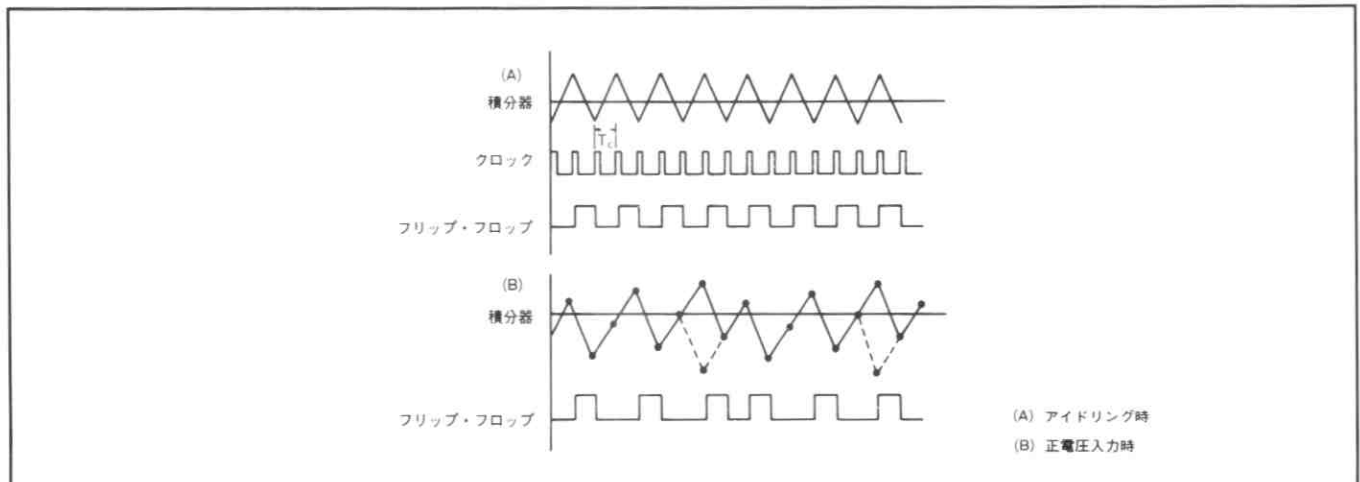 (A)
積分器
T_c
クロック
フリップ・フロップ
(B)
積分器
フリップ・フロップ
(A) アイドリング時
(B) 正電圧入力時